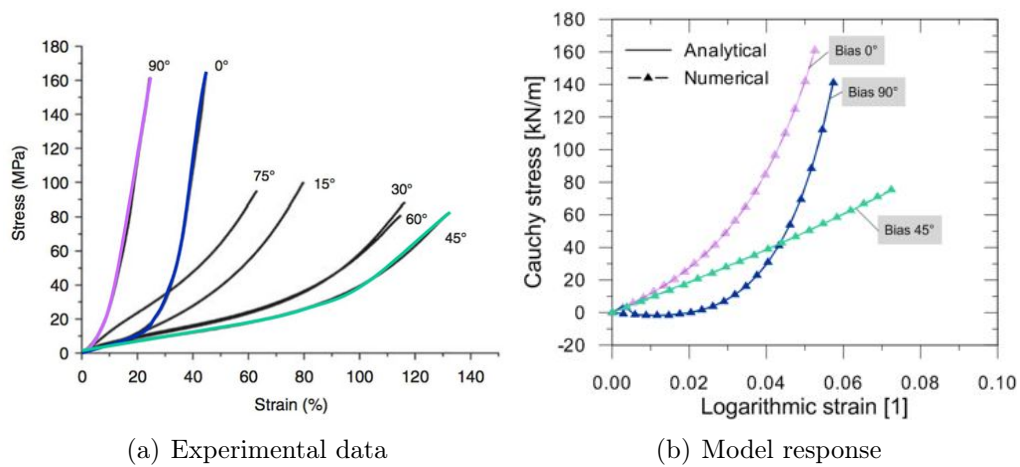 180
160
140
120
100
80
60
40
20
0
Stress (MPa)
90°
0°
75°
15°
30°
60°
45°
0 20 40 60 80 100 120 140
Strain (%)
(a) Experimental data
180
160
140
120
100
80
60
40
20
0
-20
Cauchy stress [kN/m]
Analytical
Numerical
Bias 0°
Bias 90°
Bias 45°
0.00 0.02 0.04 0.06 0.08 0.10
Logarithmic strain [1]
(b) Model response